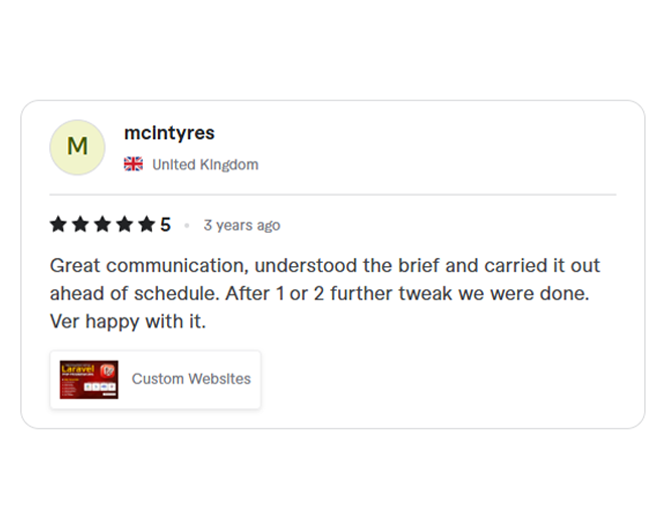 M
mcintyres
United Kingdom
5 3 years ago
Great communication, understood the brief and carried it out
ahead of schedule. After 1 or 2 further tweak we were done.
Ver happy with it.
Laravel
Custom Websites